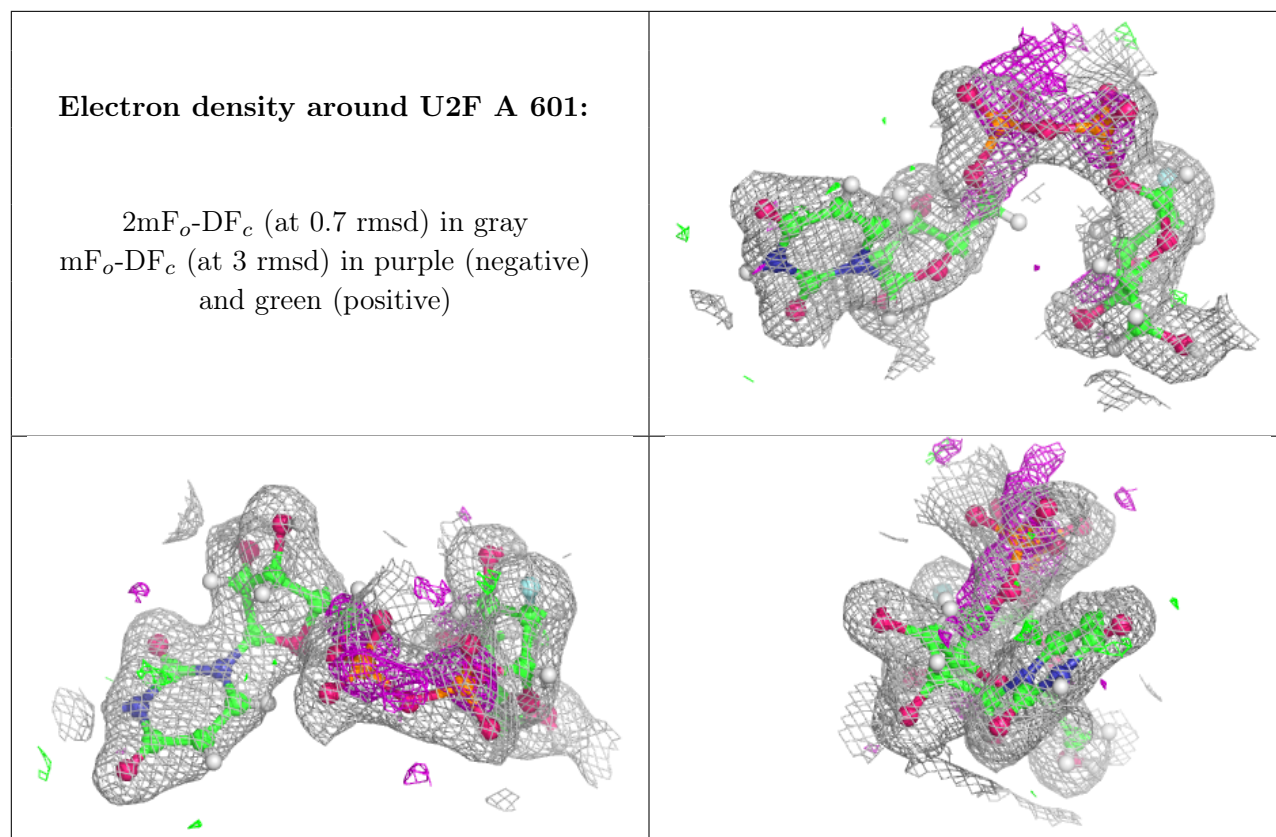 Electron density around U2F A 601:
2mFo-DFc (at 0.7 rmsd) in gray
mFo-DFc (at 3 rmsd) in purple (negative)
and green (positive)